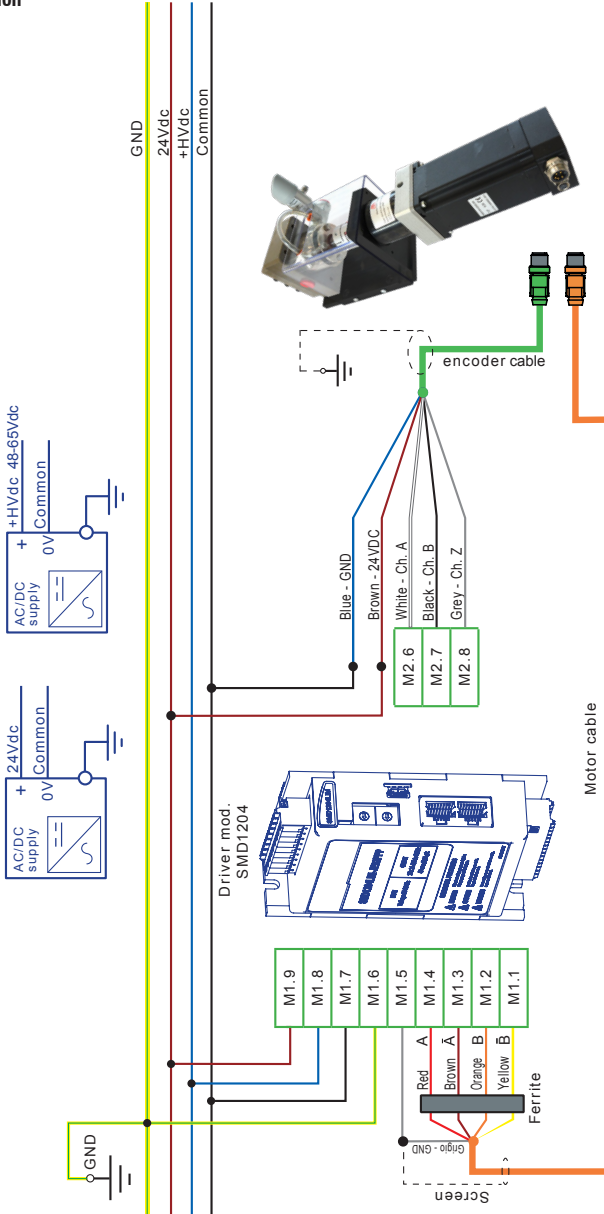 GND
24Vdc
+HVdc
Common
AC/DC
supply
+
0V
+HVdc 48-65Vdc
Common
AC/DC
supply
+
0V
24Vdc
Common
encoder cable
Blue - GND
Brown - 24VDC
White - Ch. A
Black - Ch. B
Grey - Ch. Z
M2.6
M2.7
M2.8
Driver mod.
SMD1204
Motor cable
M1.9
M1.8
M1.7
M1.6
M1.5
M1.4
M1.3
M1.2
M1.1
Red A
Brown Ā
Orange B
Yellow B̄
Ferrite
Grigio - GND
Screen
GND